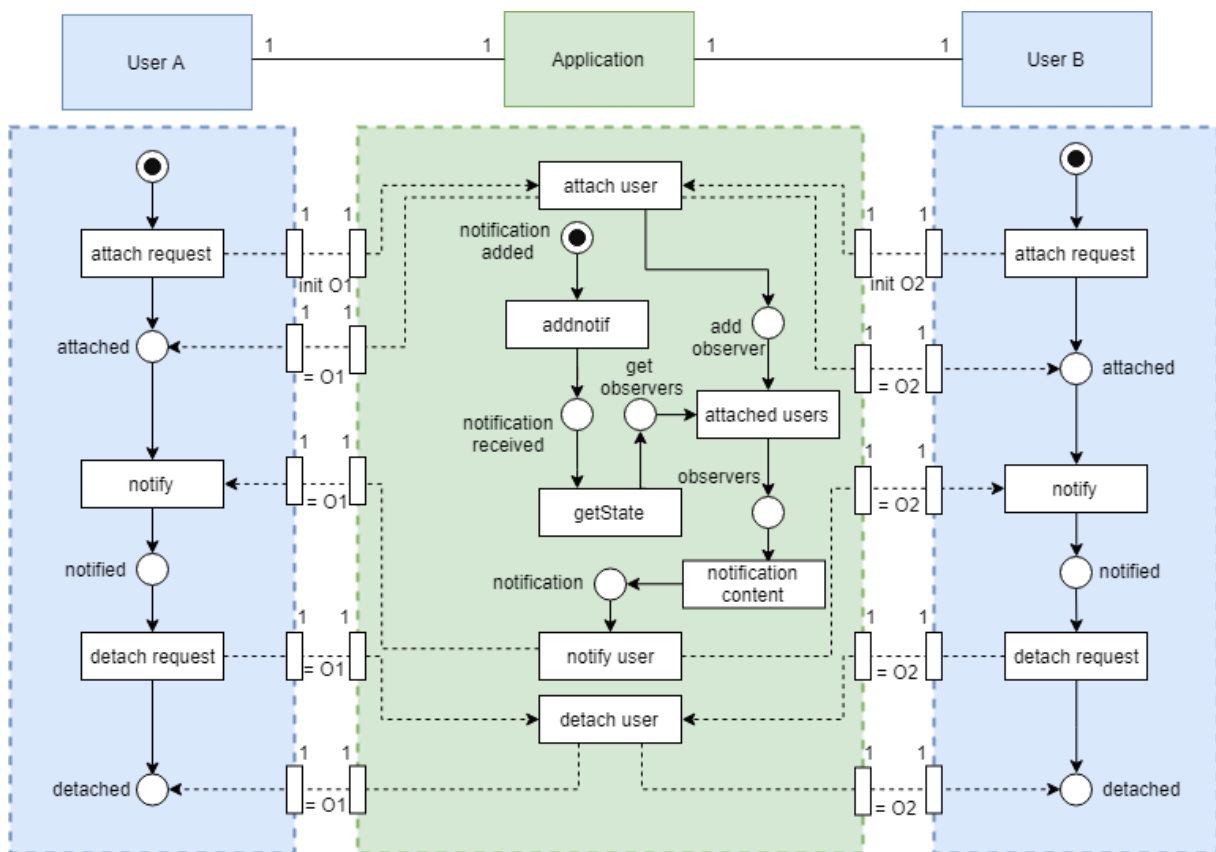 User A
1
1
Application
1
1
User B
attach user
notification
added
1
1
attach request
init O1
1
1
init O2
attach request
1
1
attached
= O1
addnotif
add
observer
1
1
= O2
attached
get
observers
notification
received
attached users
1
1
notify
= O1
observers
getState
1
1
= O2
notify
notified
notification
notification
content
notified
1
1
detach request
= O1
notify user
1
1
= O2
detach request
detach user
1
1
detached
= O1
1
1
= O2
detached